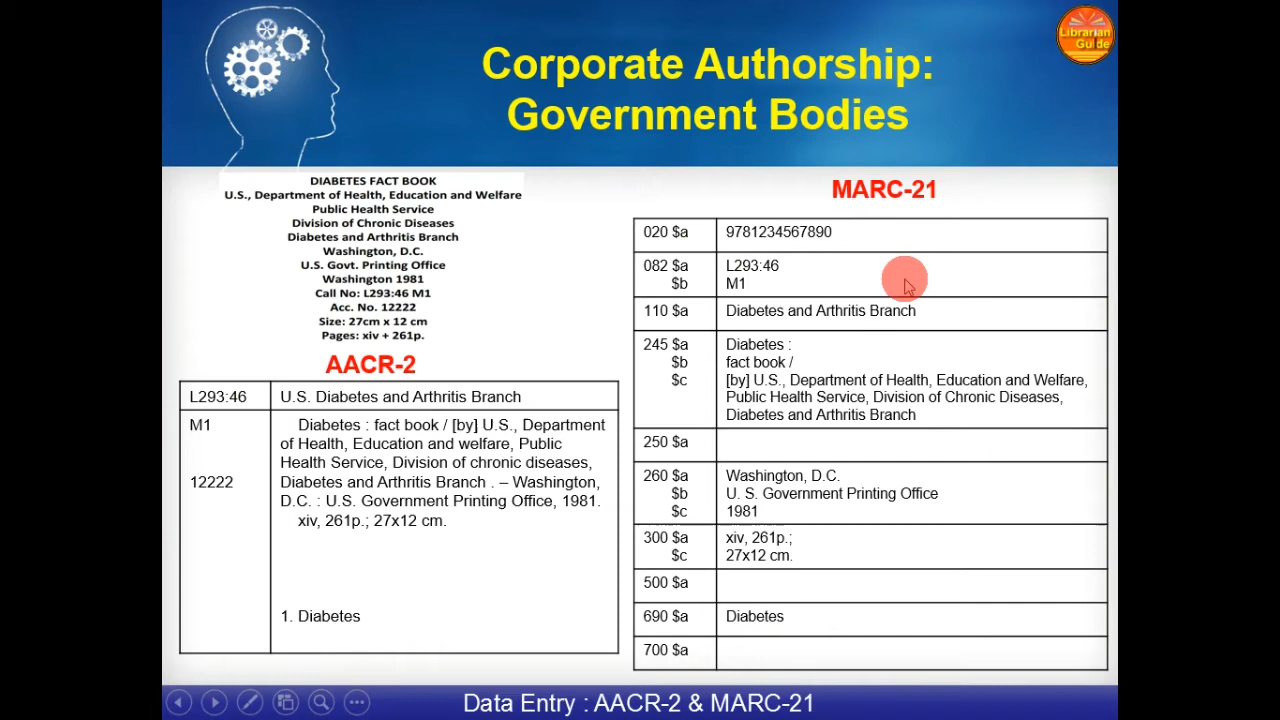 Librarian
Guide
Corporate Authorship:
Government Bodies
DIABETES FACT BOOK
U.S., Department of Health, Education and Welfare
Public Health Service
Division of Chronic Diseases
Diabetes and Arthritis Branch
Washington, D.C.
U.S. Govt. Printing Office
Washington 1981
Call No: L293:46 M1
Acc. No. 12222
Size: 27cm x 12 cm
Pages: xiv + 261p.
AACR-2
L293:46 U.S. Diabetes and Arthritis Branch
M1 Diabetes : fact book / [by] U.S., Department
of Health, Education and welfare, Public
Health Service, Division of chronic diseases,
12222 Diabetes and Arthritis Branch . – Washington,
D.C. : U.S. Government Printing Office, 1981.
xiv, 261p.; 27x12 cm.
1. Diabetes
MARC-21
020 $a 9781234567890
082 $a L293:46
$b M1
110 $a Diabetes and Arthritis Branch
245 $a Diabetes :
$b fact book /
$c [by] U.S., Department of Health, Education and Welfare,
Public Health Service, Division of Chronic Diseases,
Diabetes and Arthritis Branch
250 $a
260 $a Washington, D.C.
$b U. S. Government Printing Office
$c 1981
300 $a xiv, 261p.;
$c 27x12 cm.
500 $a
690 $a Diabetes
700 $a
Data Entry : AACR-2 & MARC-21